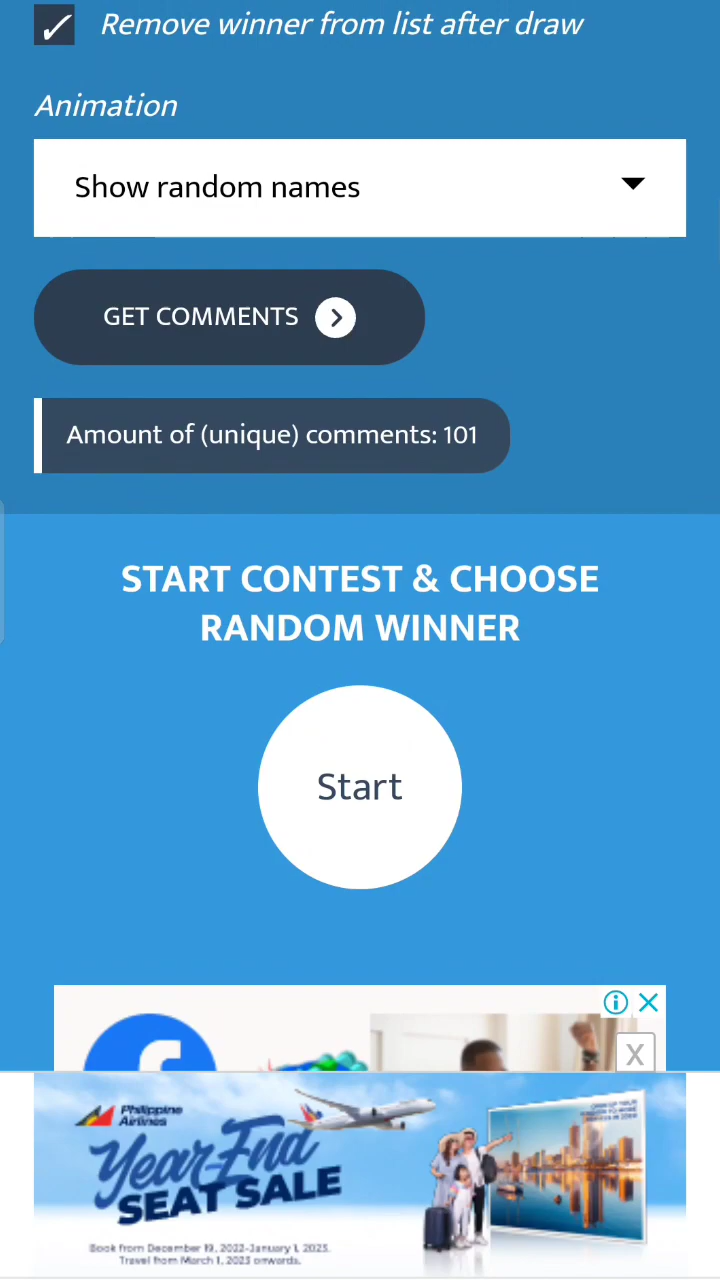 Remove winner from list after draw
Animation
Show random names
GET COMMENTS
Amount of (unique) comments: 101
START CONTEST & CHOOSE
RANDOM WINNER
Start
X
Philippine
Airlines
Year-End
SEAT SALE
Book from December 19, 2022-January 1, 2023.
Travel from March 1, 2023 onwards.